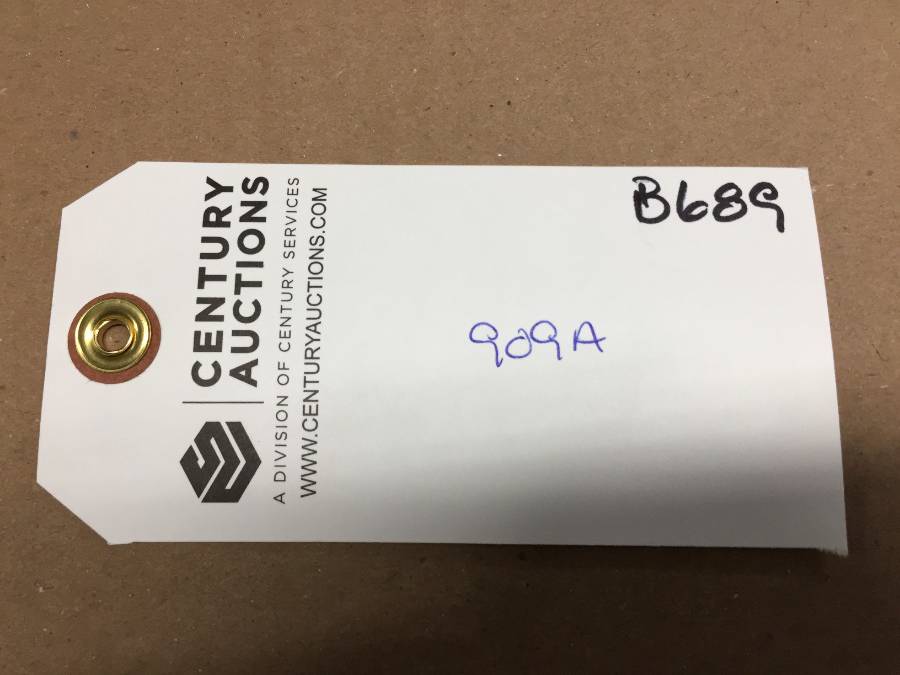 CENTURY
AUCTIONS
A DIVISION OF CENTURY SERVICES
WWW.CENTURYAUCTIONS.COM
B689
909A